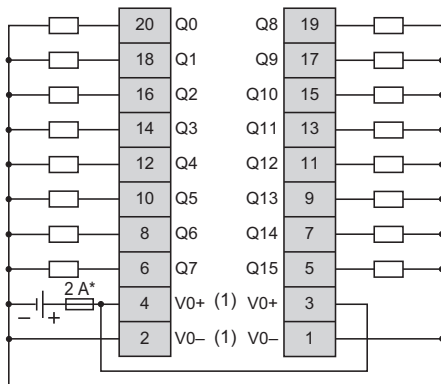 20 Q0 Q8 19
18 Q1 Q9 17
16 Q2 Q10 15
14 Q3 Q11 13
12 Q4 Q12 11
10 Q5 Q13 9
8 Q6 Q14 7
6 Q7 Q15 5
2 A*
– + 4 V0+ (1) V0+ 3
2 V0– (1) V0– 1